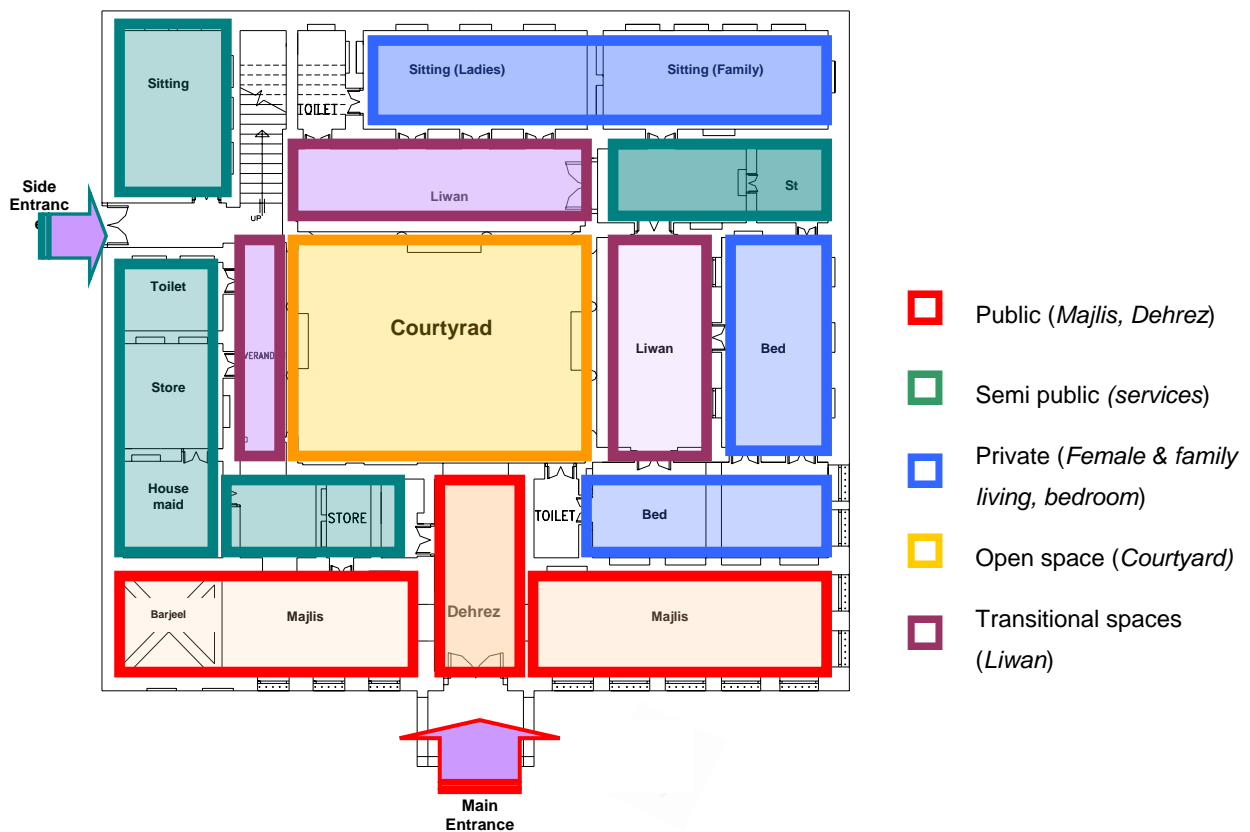 Sitting
Sitting (Ladies)
Sitting (Family)
TOILET
Side
Entranc
e
UP
Liwan
St
Toilet
VERAND
Courtyrad
Liwan
Bed
Store
House
maid
STORE
TOILET
Bed
Barjeel
Majlis
Dehrez
Majlis
Main
Entrance
Public (Majlis, Dehrez)
Semi public (services)
Private (Female & family
living, bedroom)
Open space (Courtyard)
Transitional spaces
(Liwan)